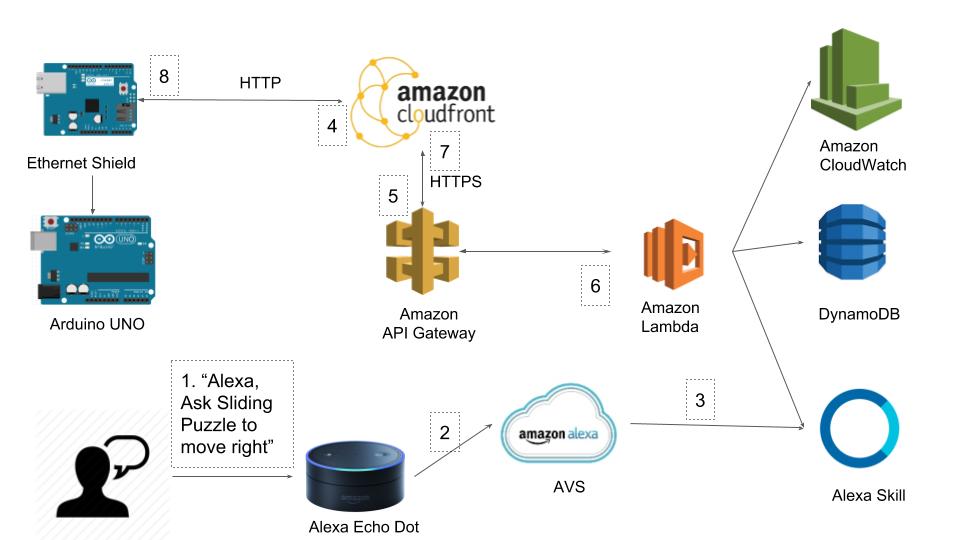 8
HTTP
4
amazon
cloudfront
7
HTTPS
5
Ethernet Shield
UNO
Arduino UNO
Amazon
API Gateway
6
Amazon
Lambda
Amazon
CloudWatch
DynamoDB
1. “Alexa,
Ask Sliding
Puzzle to
move right”
2
amazon
Alexa Echo Dot
amazon alexa
AVS
3
Alexa Skill